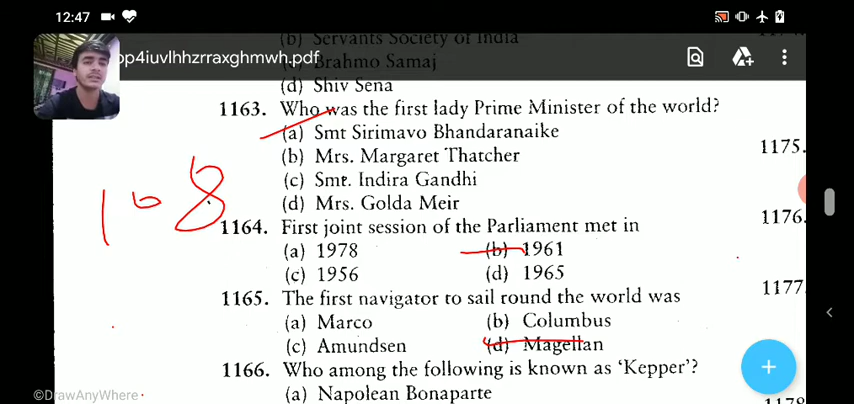 12:47
pp4iuvlhhzrraxghmwh.pdf
(b) Servants Society of India
Brahmo Samaj
(d) Shiv Sena
1163. Who was the first lady Prime Minister of the world?
(a) Smt Sirimavo Bhandaranaike
(b) Mrs. Margaret Thatcher
(c) Smt. Indira Gandhi
(d) Mrs. Golda Meir
1164. First joint session of the Parliament met in
(a) 1978 (b) 1961
(c) 1956 (d) 1965
1165. The first navigator to sail round the world was
(a) Marco (b) Columbus
(c) Amundsen (d) Magellan
1166. Who among the following is known as ‘Kepper’?
(a) Napolean Bonaparte
1175.
1176.
1177.
108
©DrawAnyWhere